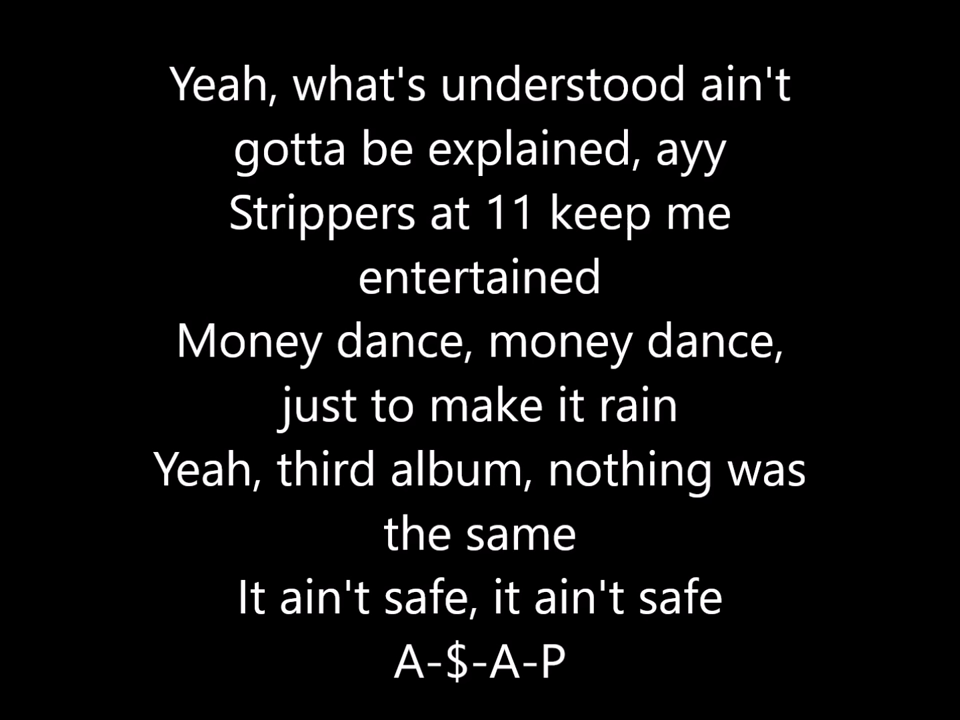 Yeah, what's understood ain't
gotta be explained, ayy
Strippers at 11 keep me
entertained
Money dance, money dance,
just to make it rain
Yeah, third album, nothing was
the same
It ain't safe, it ain't safe
A-$-A-P